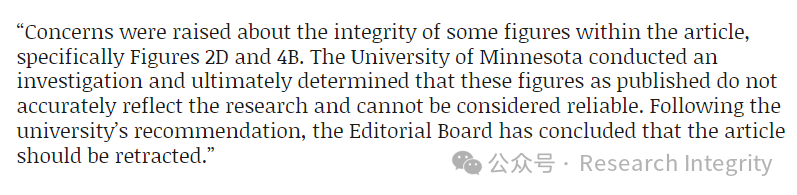 “Concerns were raised about the integrity of some figures within the article,
specifically Figures 2D and 4B. The University of Minnesota conducted an
investigation and ultimately determined that these figures as published do not
accurately reflect the research and cannot be considered reliable. Following the
university’s recommendation, the Editorial Board has concluded that the article
should be retracted.”
公众号 · Research Integrity